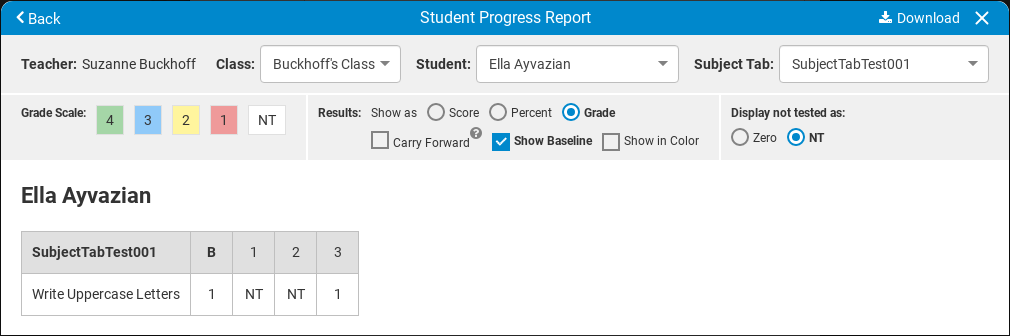 Back Student Progress Report Download
Teacher: Suzanne Buckhoff Class: Buckhoff's Class Student: Ella Ayvazian Subject Tab: SubjectTabTest001
Grade Scale: 4 3 2 1 NT
Results: Show as Score Percent Grade
Carry Forward ? Show Baseline Show in Color
Display not tested as:
Zero NT
Ella Ayvazian
SubjectTabTest001 B 1 2 3
Write Uppercase Letters 1 NT NT 1